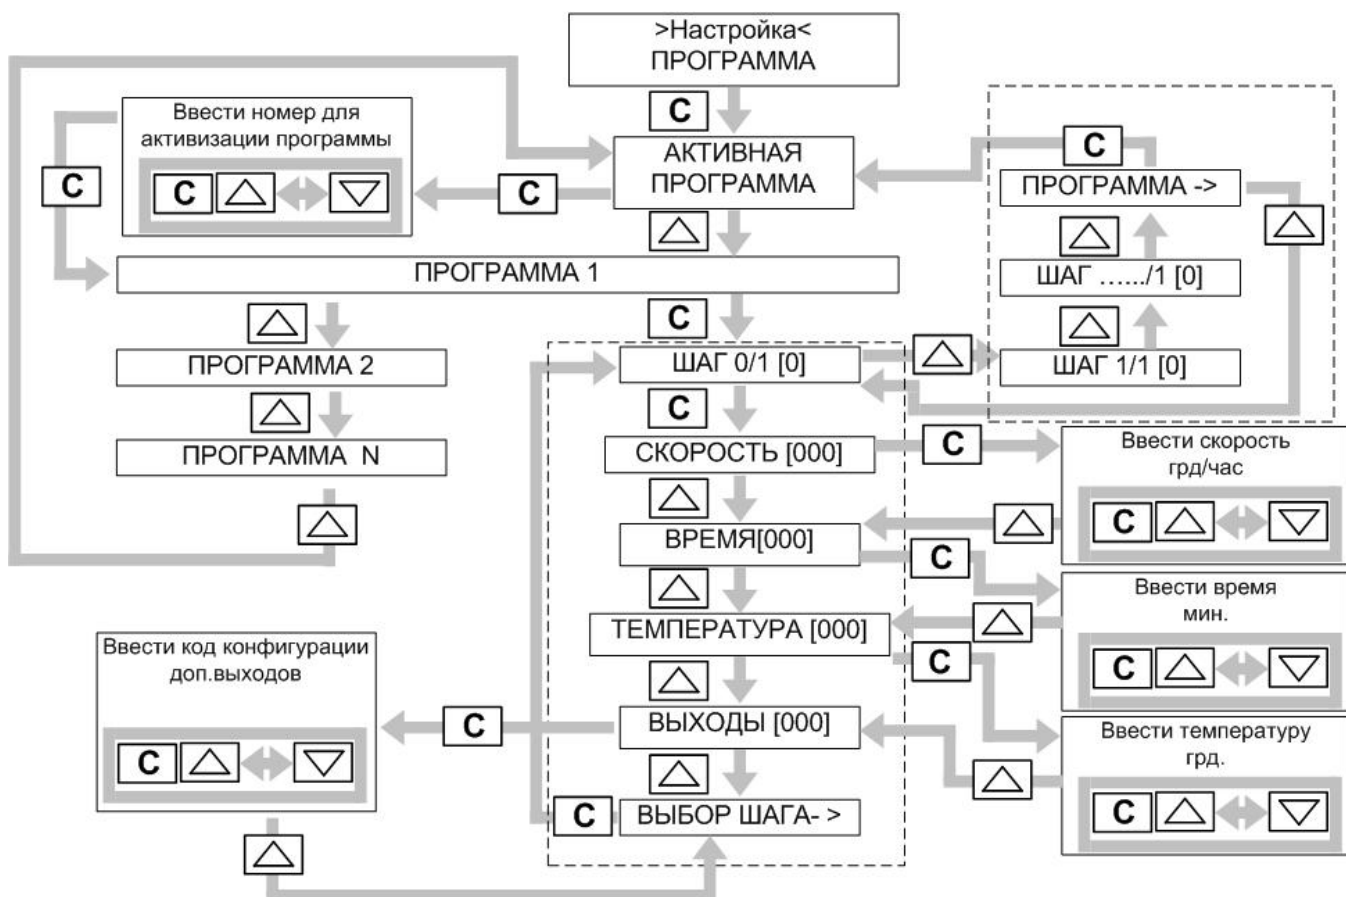 >Настройка<
ПРОГРАММА
C
Ввести номер для
активизации программы
C
C
C
АКТИВНАЯ
ПРОГРАММА
C
ПРОГРАММА ->
ШАГ ....../1 [0]
ШАГ 1/1 [0]
ПРОГРАММА 1
C
ПРОГРАММА 2
ПРОГРАММА N
ШАГ 0/1 [0]
C
СКОРОСТЬ [000]
C
Ввести скорость
грд/час
C
ВРЕМЯ[000]
C
Ввести время
мин.
C
ТЕМПЕРАТУРА [000]
C
Ввести температуру
грд.
C
ВЫХОДЫ [000]
C
Ввести код конфигурации
доп.выходов
C
ВЫБОР ШАГА- >
C